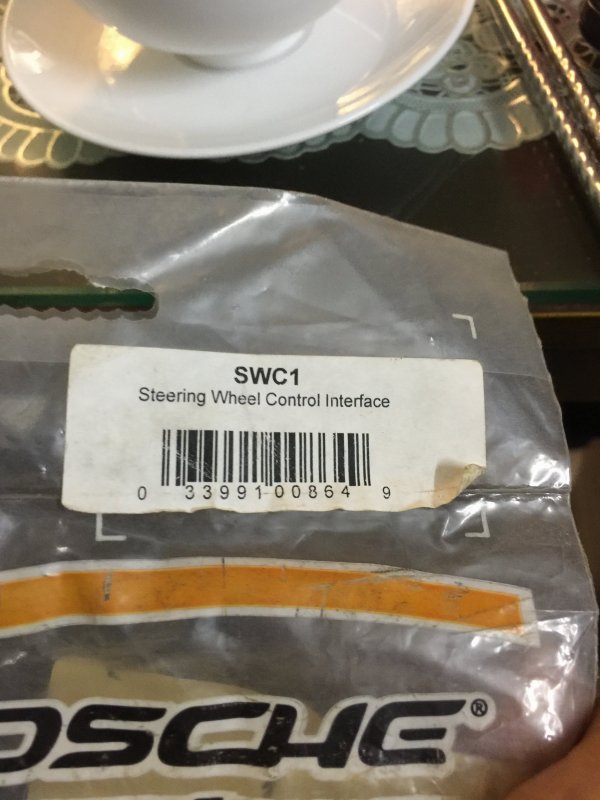 SWC1
Steering Wheel Control Interface
0 33991 00864 9
OSCHE®